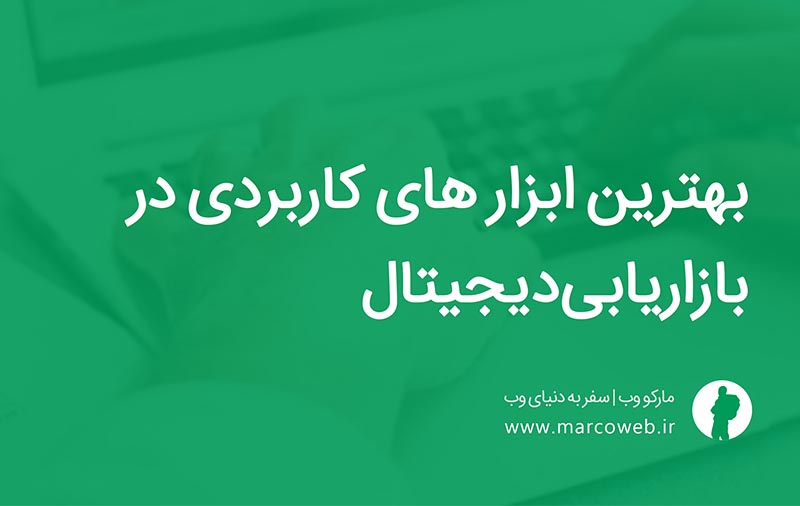 بهترین ابزار های کاربردی در
بازاریابی‌دیجیتال
مارکو وب | سفر به دنیای وب
www.marcoweb.ir